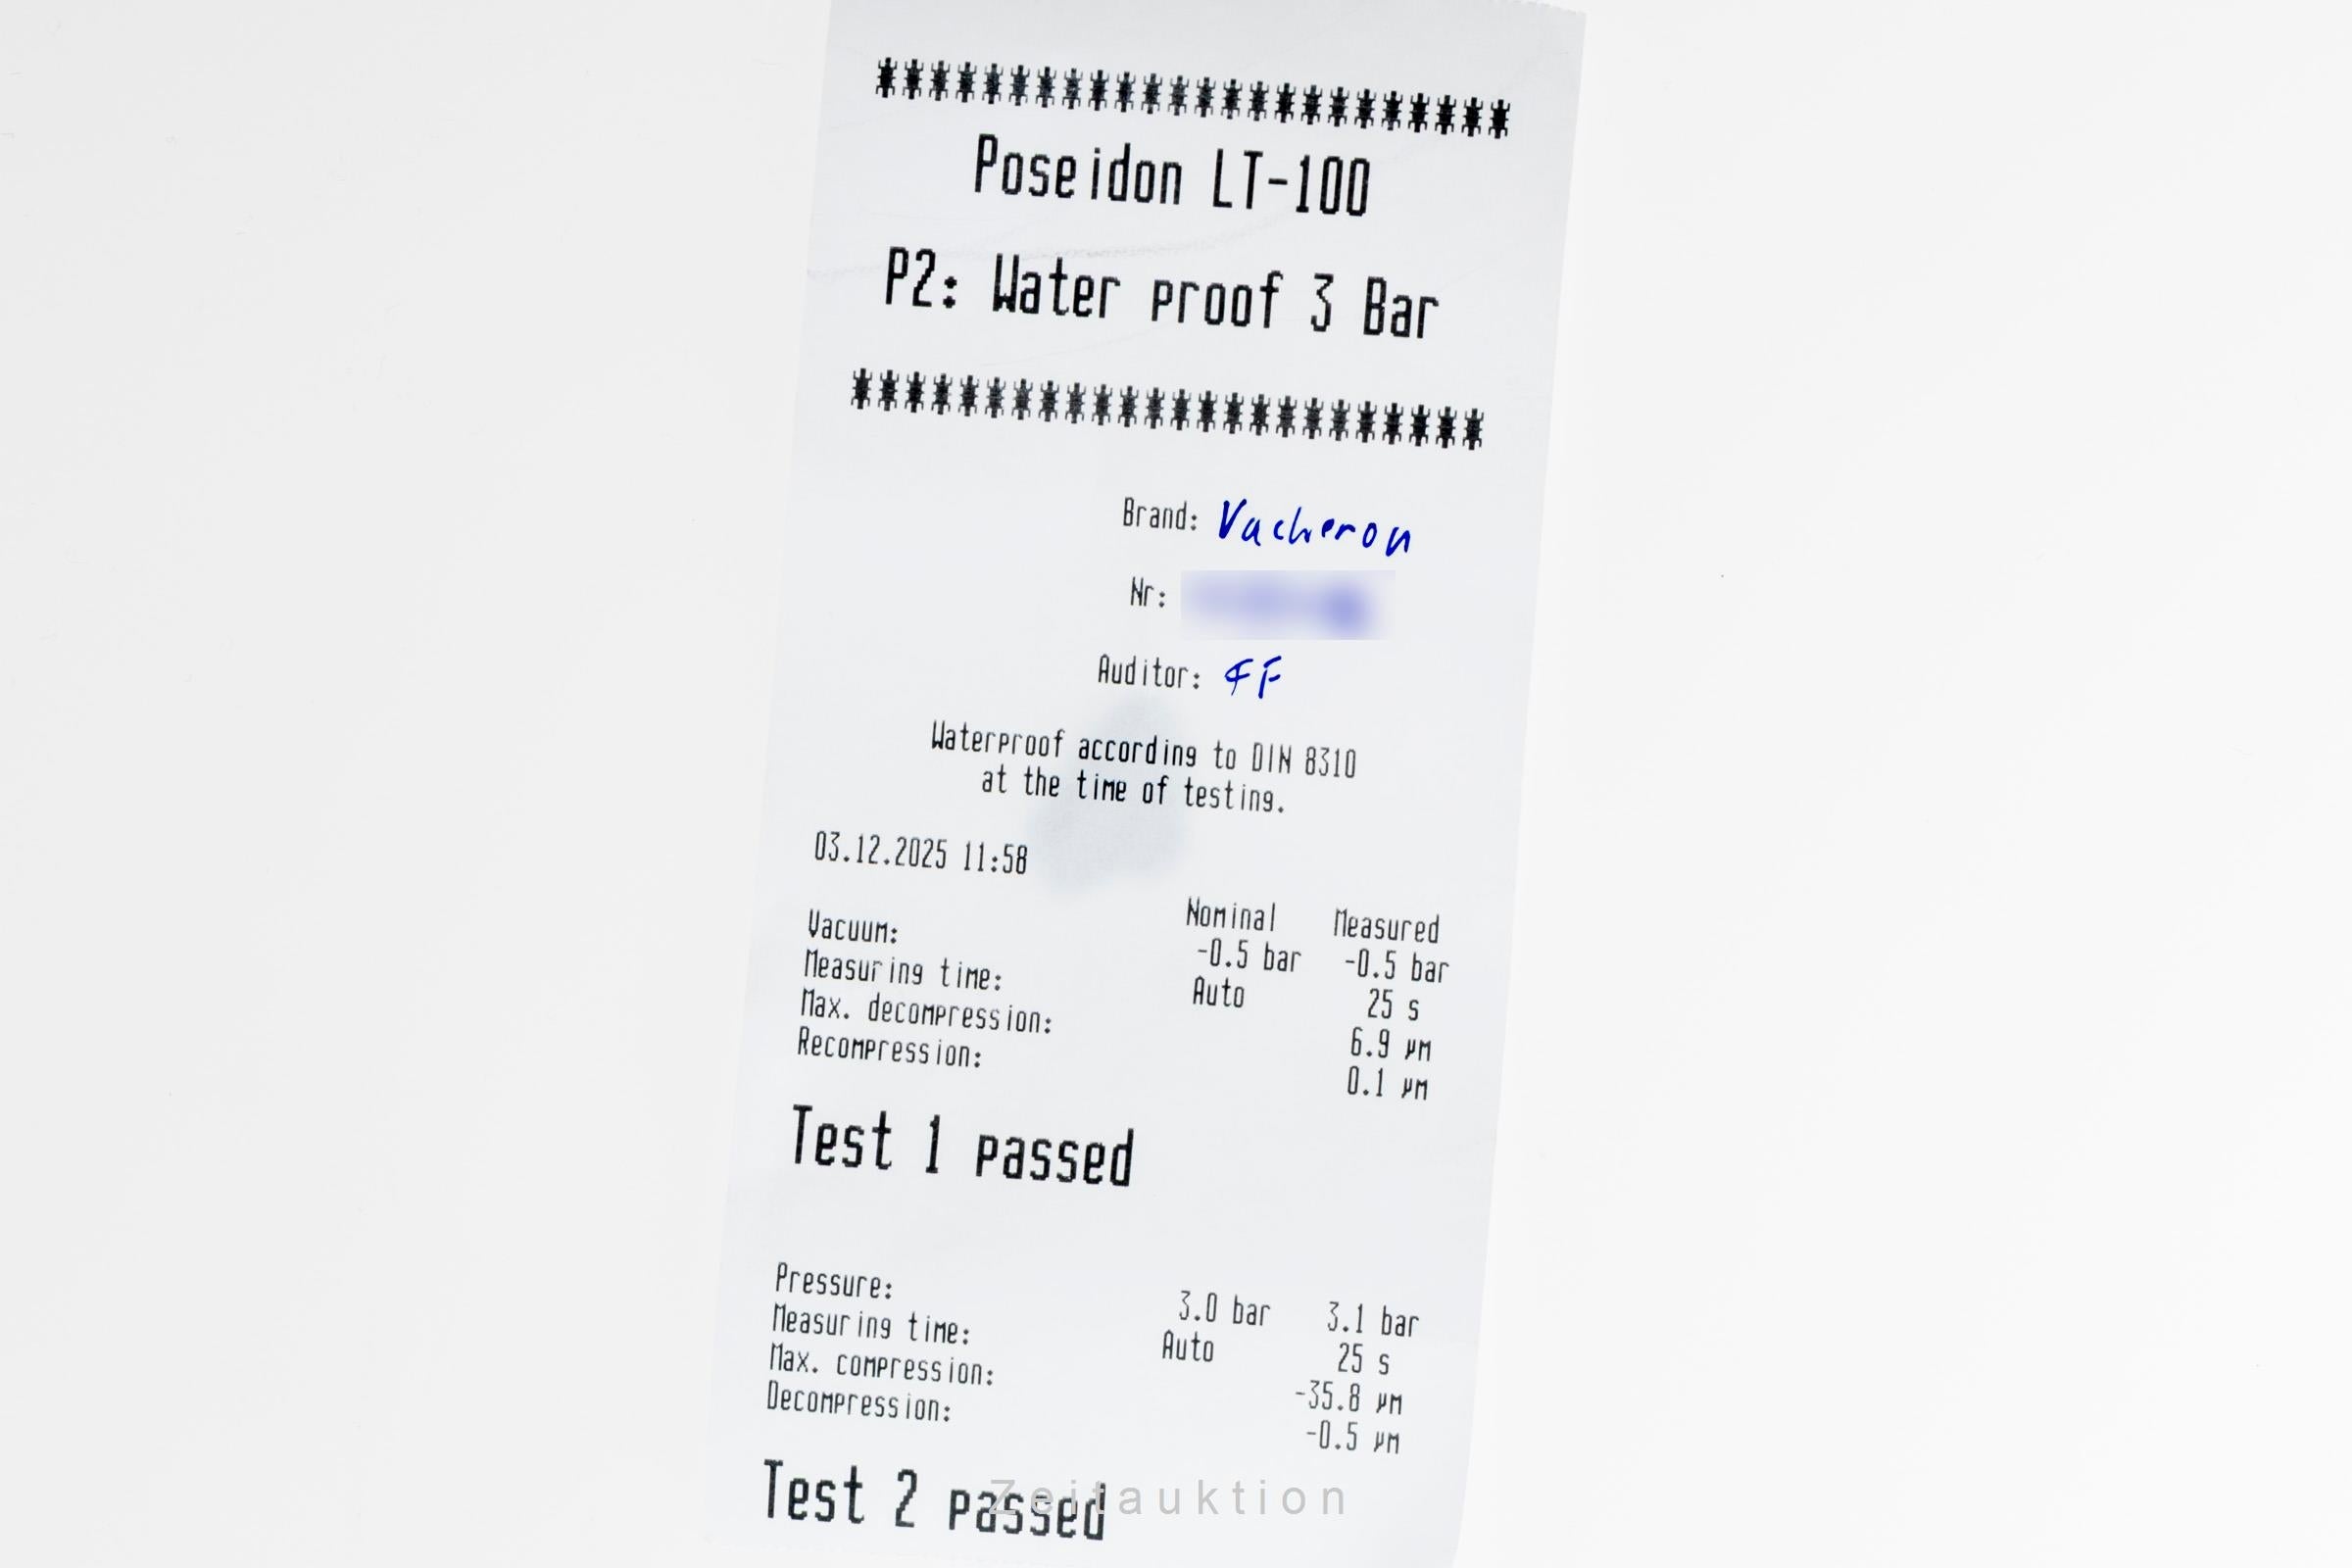 ************************
Poseidon LT-100
P2: Water proof 3 Bar
************************
Brand: Vacheron
Nr:
Auditor: FF
Waterproof according to DIN 8310
at the time of testing.
03.12.2025 11:58
Nominal Measured
Vacuum: -0.5 bar -0.5 bar
Measuring time: Auto 25 s
Max. decompression: 6.9 µm
Recompression: 0.1 µm
Test 1 passed
Pressure: 3.0 bar 3.1 bar
Measuring time: Auto 25 s
Max. compression: -35.8 µm
Decompression: -0.5 µm
Test 2 passed
Zeitauktion